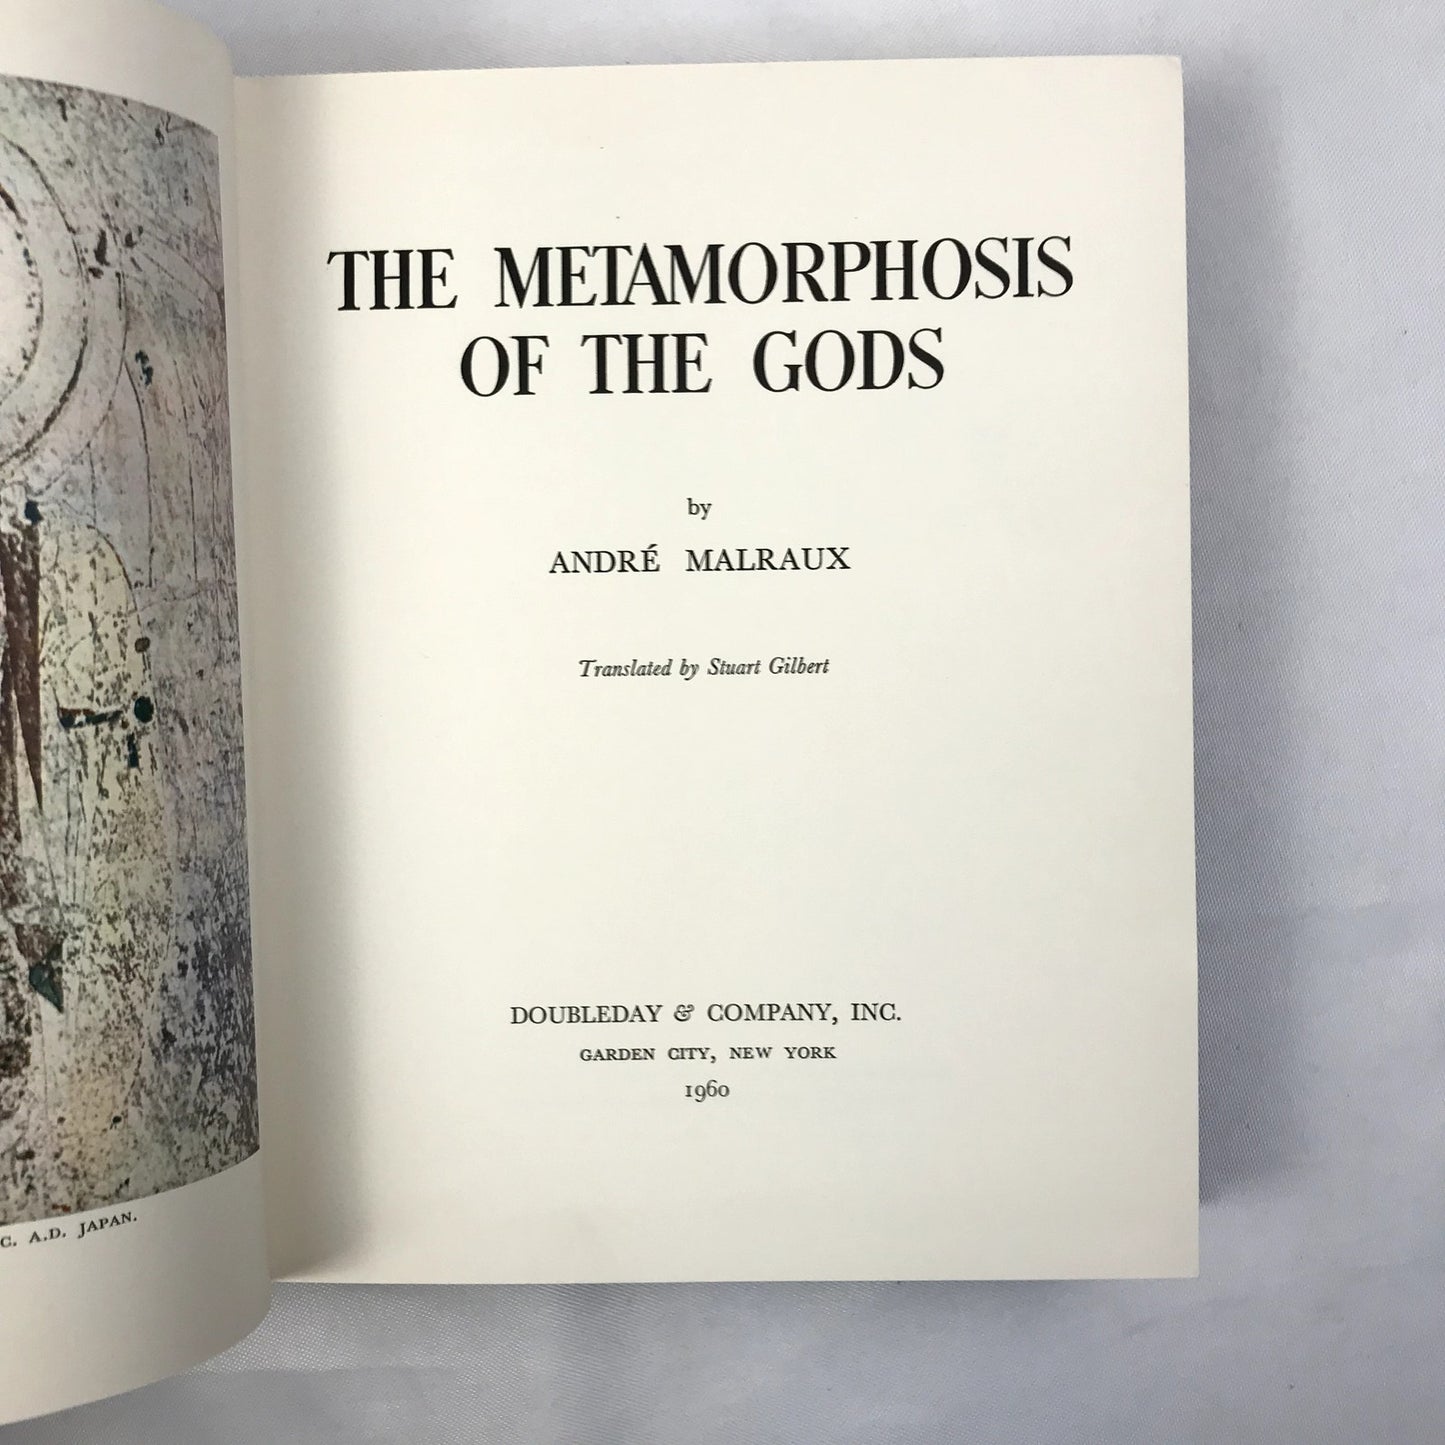 THE METAMORPHOSIS
OF THE GODS
by
ANDRÉ MALRAUX
Translated by Stuart Gilbert
DOUBLEDAY & COMPANY, INC.
GARDEN CITY, NEW YORK
1960
C. A.D. JAPAN.